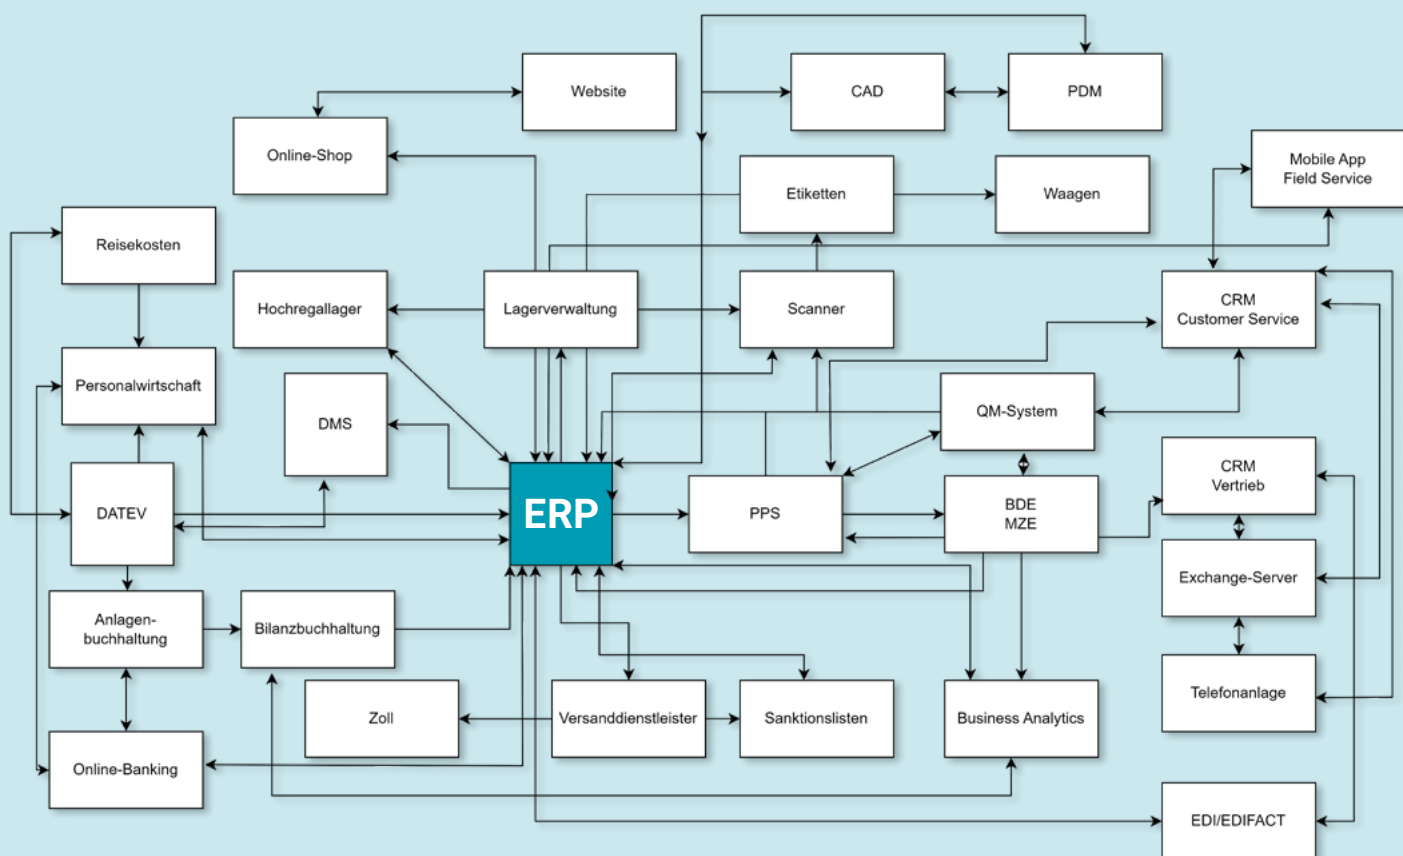 Website
CAD
PDM
Online-Shop
Mobile App
Field Service
Etiketten
Waagen
Reisekosten
Hochregallager
Lagerverwaltung
Scanner
CRM
Customer Service
Personalwirtschaft
DMS
QM-System
CRM
Vertrieb
DATEV
ERP
PPS
BDE
MZE
Exchange-Server
Anlagen-
buchhaltung
Bilanzbuchhaltung
Telefonanlage
Zoll
Versanddienstleister
Sanktionslisten
Business Analytics
Online-Banking
EDI/EDIFACT